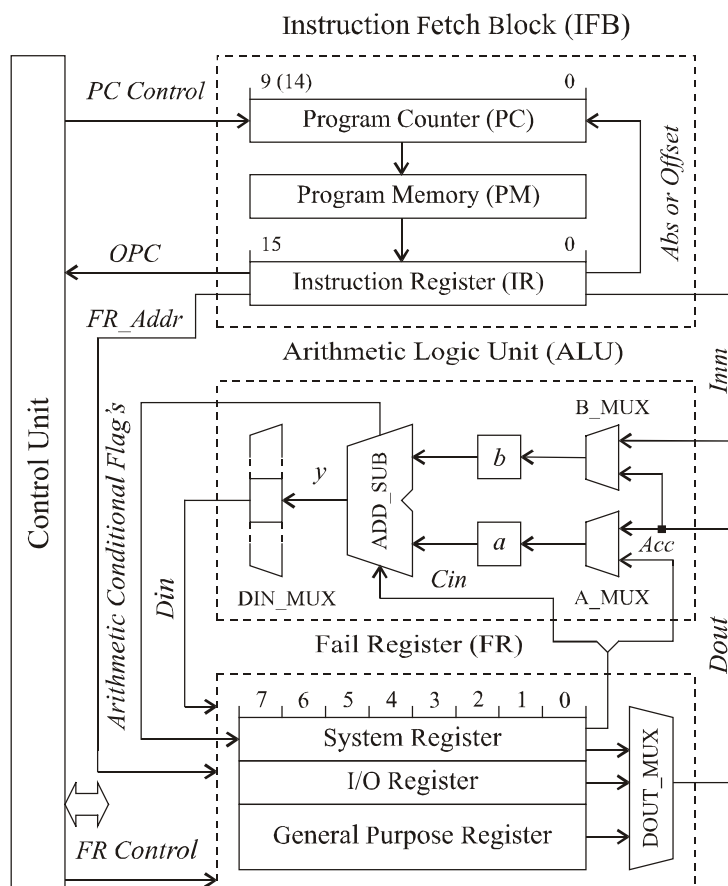 Instruction Fetch Block (IFB)
PC Control
9 (14)
0
Program Counter (PC)
Program Memory (PM)
Abs or Offset
OPC
15
0
Instruction Register (IR)
FR_Addr
Arithmetic Logic Unit (ALU)
Imm
Control Unit
Arithmetic Conditional Flag's
B_MUX
b
ADD_SUB
y
a
Acc
A_MUX
Cin
DIN_MUX
Din
Fail Register (FR)
Dout
7 6 5 4 3 2 1 0
System Register
I/O Register
General Purpose Register
DOUT_MUX
FR Control